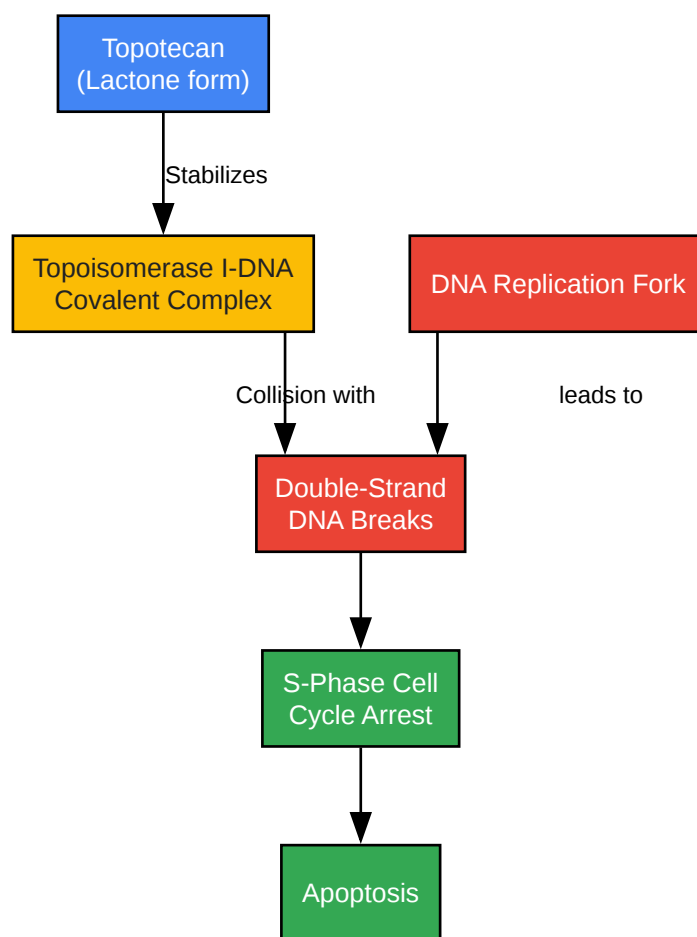 Topotecan
(Lactone form)
Stabilizes
Topoisomerase I-DNA
Covalent Complex
DNA Replication Fork
Collision with
leads to
Double-Strand
DNA Breaks
S-Phase Cell
Cycle Arrest
Apoptosis